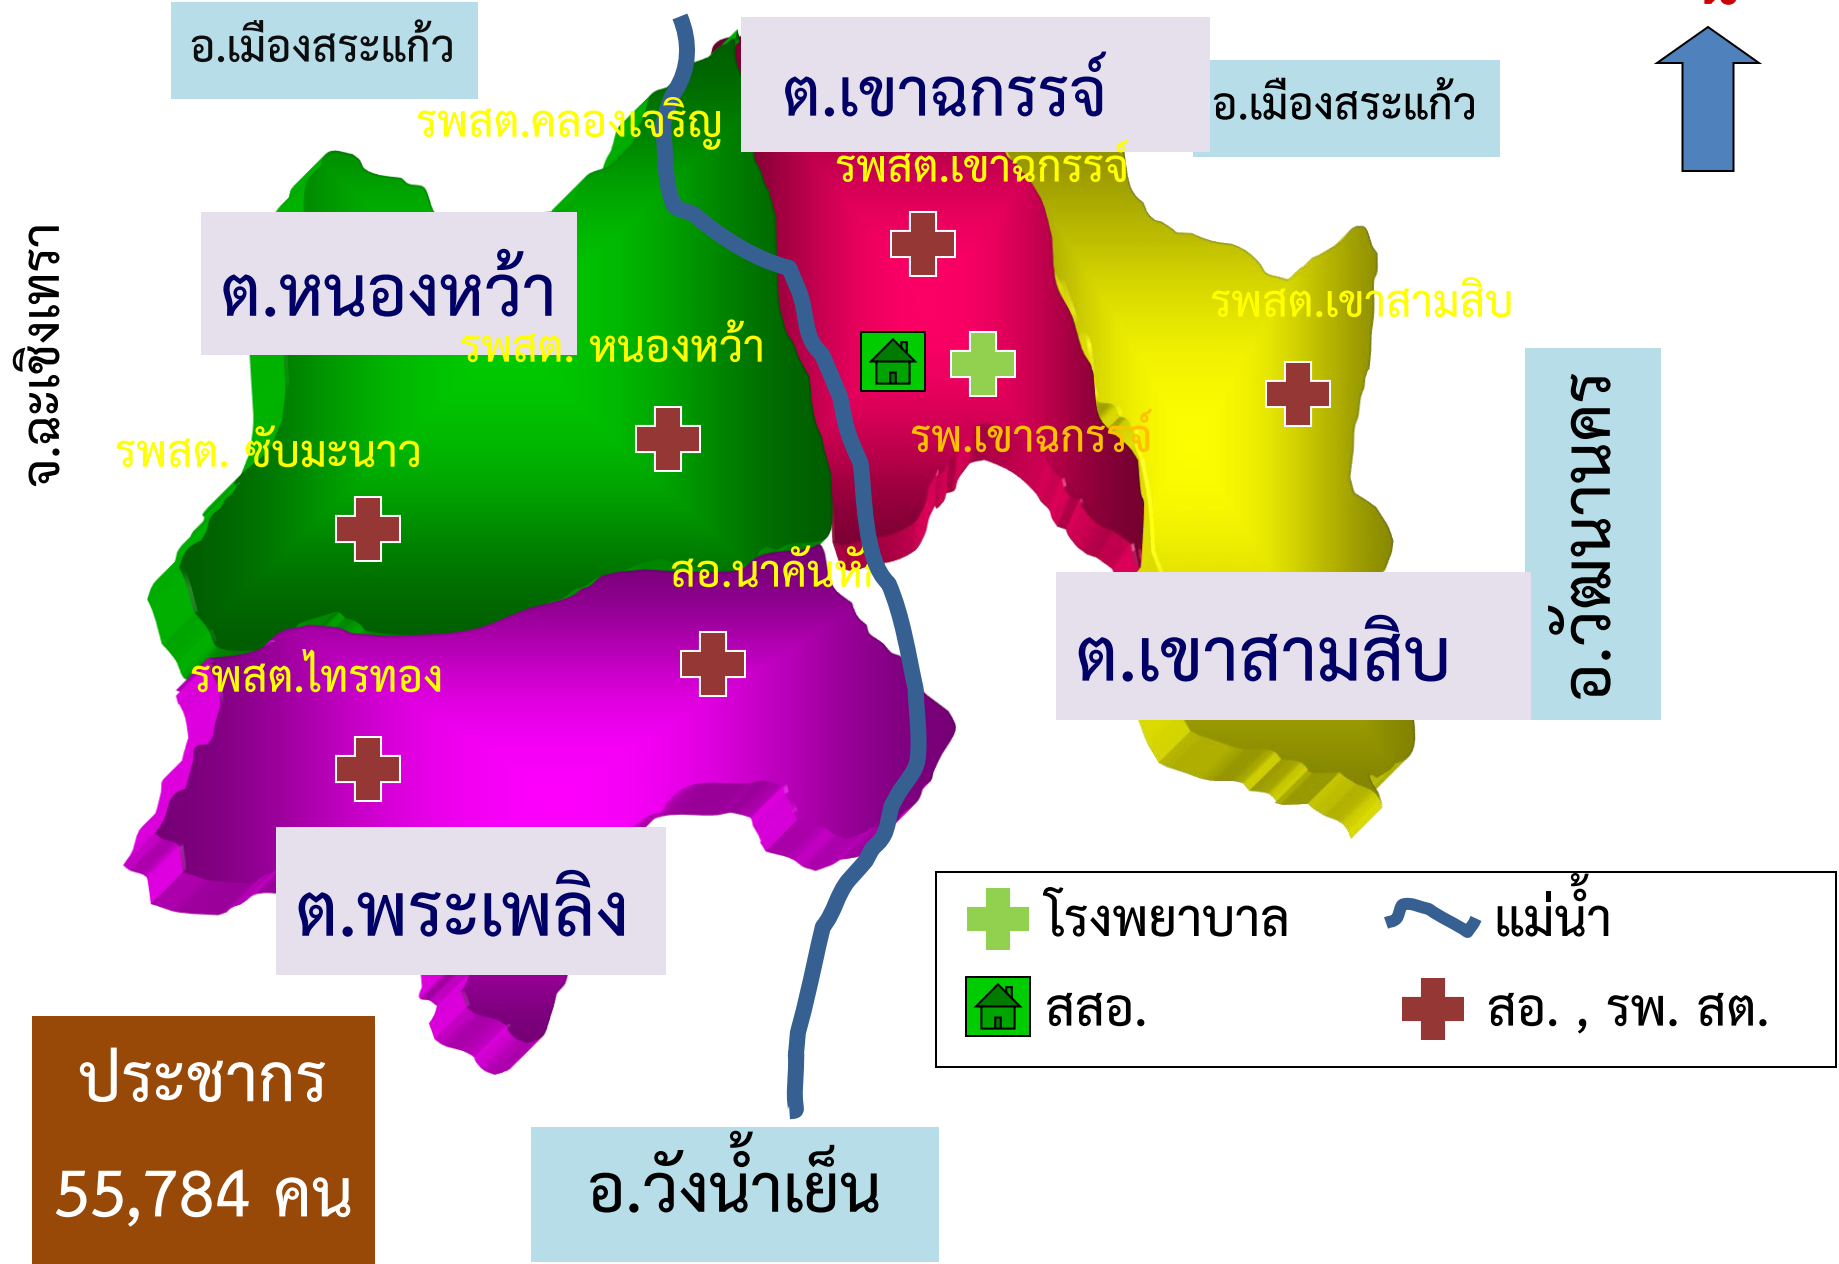 อ.เมืองสระแก้ว
ต.เขาฉกรรจ์
อ.เมืองสระแก้ว
รพสต.คลองเจริญ
รพสต.เขาฉกรรจ์
จ.ฉะเชิงเทรา
ต.หนองหว้า
รพสต.เขาสามสิบ
รพสต. หนองหว้า
รพสต. ซับมะนาว
รพ.เขาฉกรรจ์
อ.วัฒนานคร
สอ.นาคันหัก
ต.เขาสามสิบ
รพสต.ไทรทอง
ต.พระเพลิง
โรงพยาบาล
แม่น้ำ
สสอ.
สอ. , รพ. สต.
ประชากร
55,784 คน
อ.วังน้ำเย็น